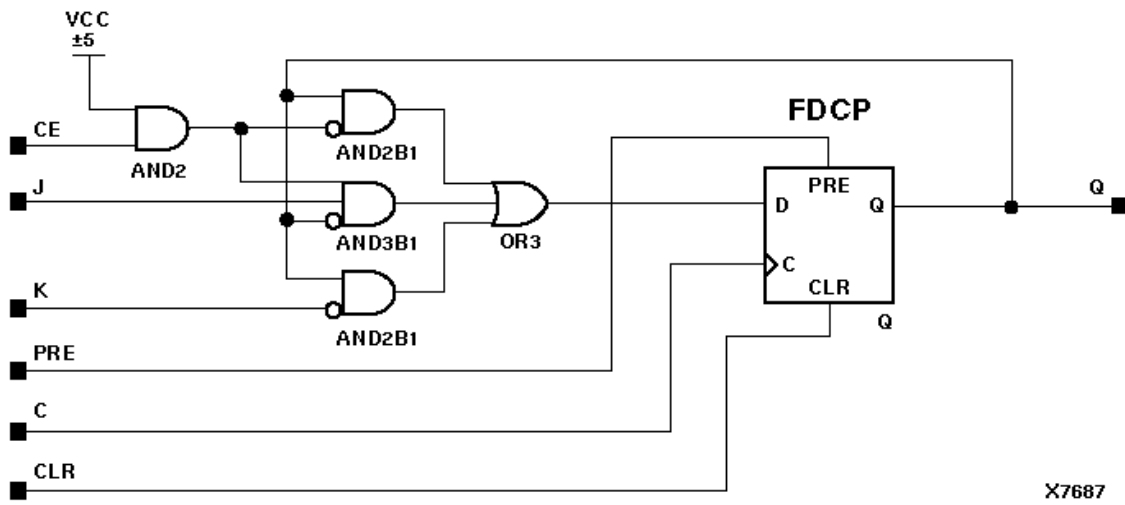 VCC
±5
FDCP
CE
AND2
AND2B1
J
PRE
Q
D
Q
AND3B1
OR3
C
K
CLR
AND2B1
Q
PRE
C
CLR
X7687